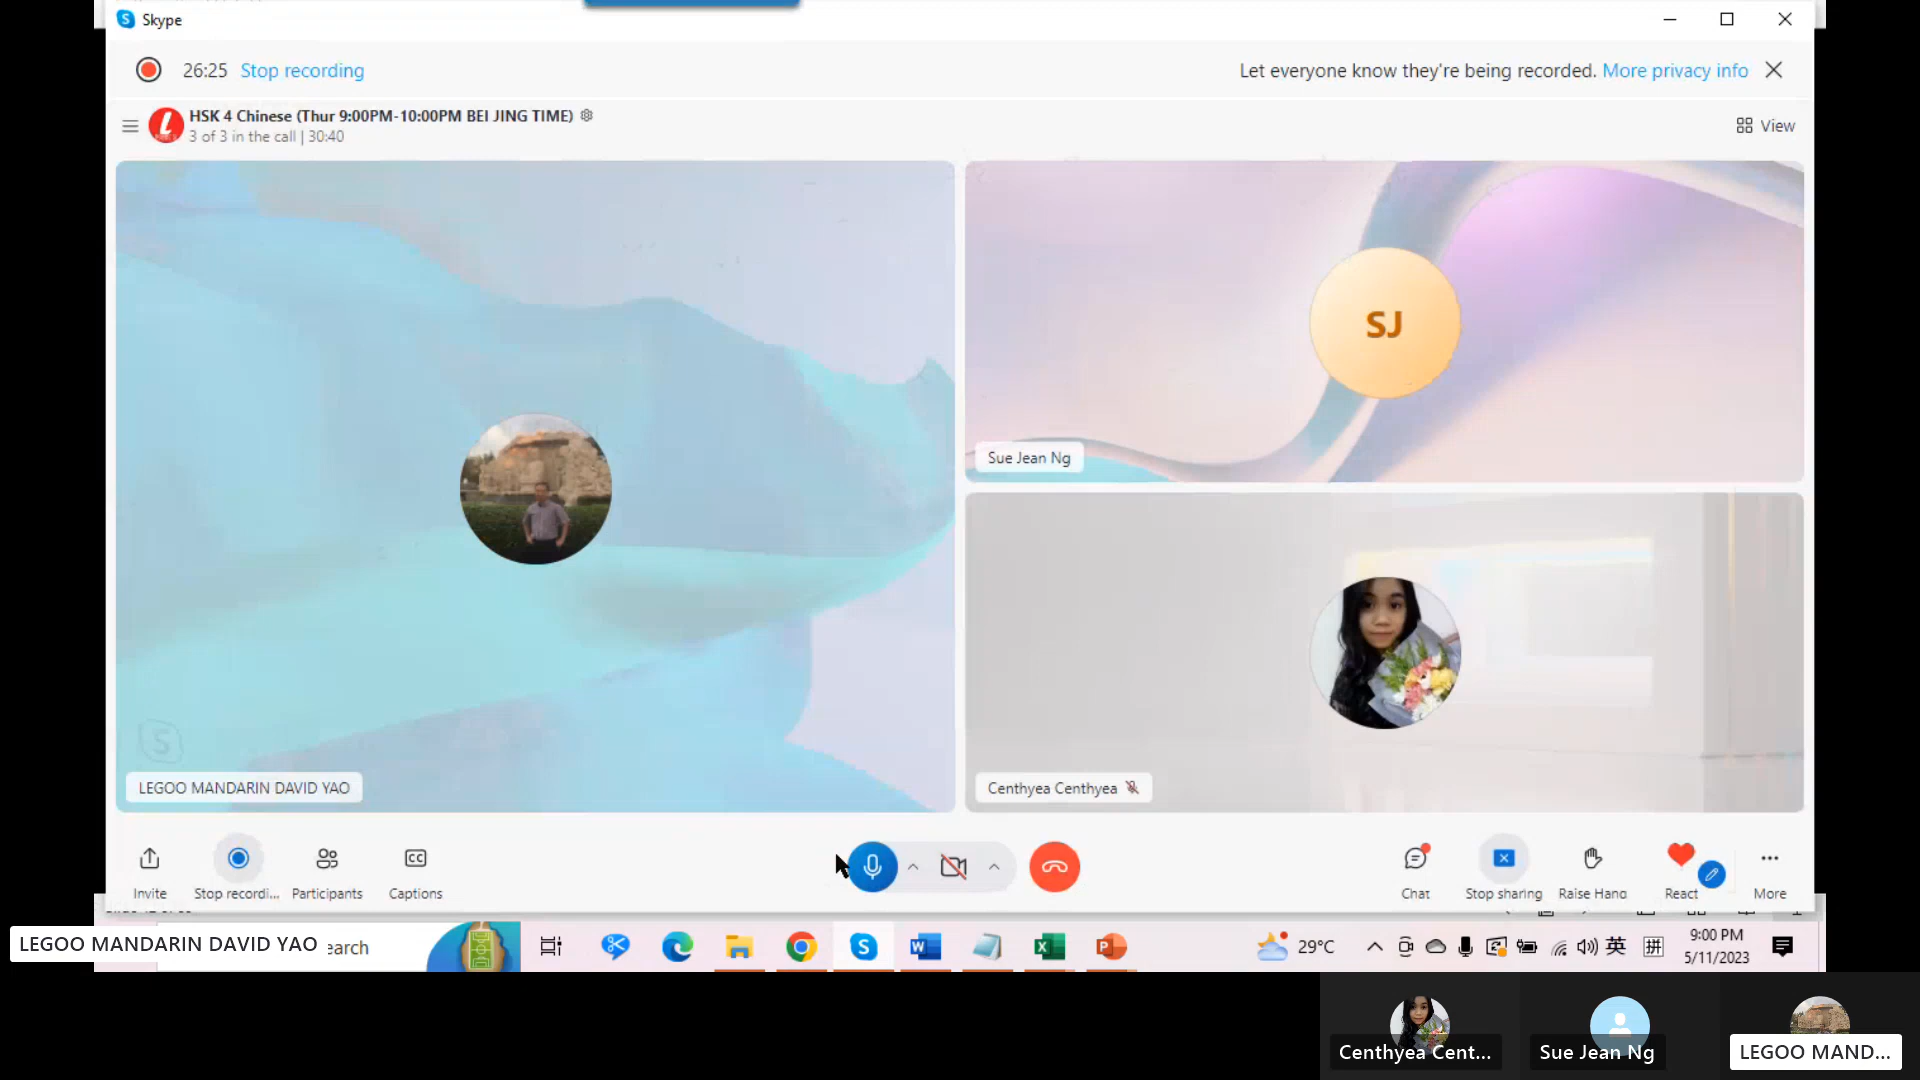 Skype
26:25 Stop recording
Let everyone know they're being recorded. More privacy info
HSK 4 Chinese (Thur 9:00PM-10:00PM BEI JING TIME)
3 of 3 in the call | 30:40
View
SJ
Sue Jean Ng
LEGOO MANDARIN DAVID YAO
Centhyea Centhyea
Invite
Stop recordi...
Participants
CC
Captions
Chat
Stop sharing
Raise Hand
React
More
LEGOO MANDARIN DAVID YAO
earch
29°C
英
拼
9:00 PM
5/11/2023
Centhyea Cent...
Sue Jean Ng
LEGOO MAND...